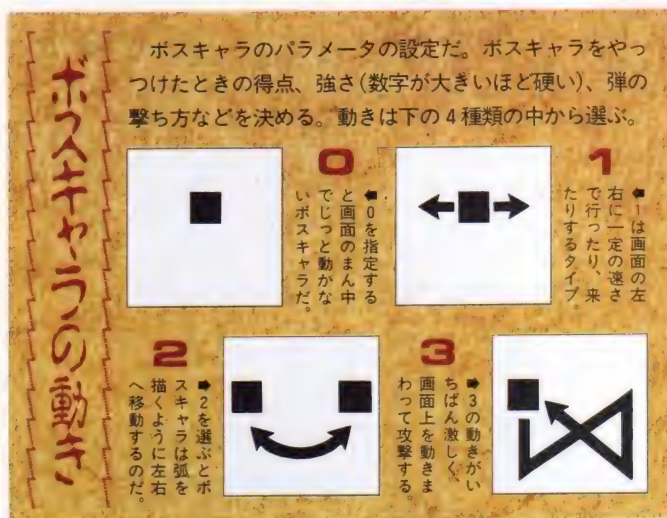 ボスキャラの動き
ボスキャラのパラメータの設定だ。ボスキャラをやっ
つけたときの得点、強さ(数字が大きいほど硬い)、弾の
撃ち方などを決める。動きは下の4種類の中から選ぶ。
0
⬅0を指定する
と画面のまん中
でじっと動かな
いボスキャラだ。
1
⬅1は画面の左
右に一定の速さ
で行ったり、来
たりするタイプ。
2
➡2を選ぶとボ
スキャラは弧を
描くように左右
へ移動するのだ。
3
➡3の動きがい
ちばん激しく、
画面上を動きま
わって攻撃する。